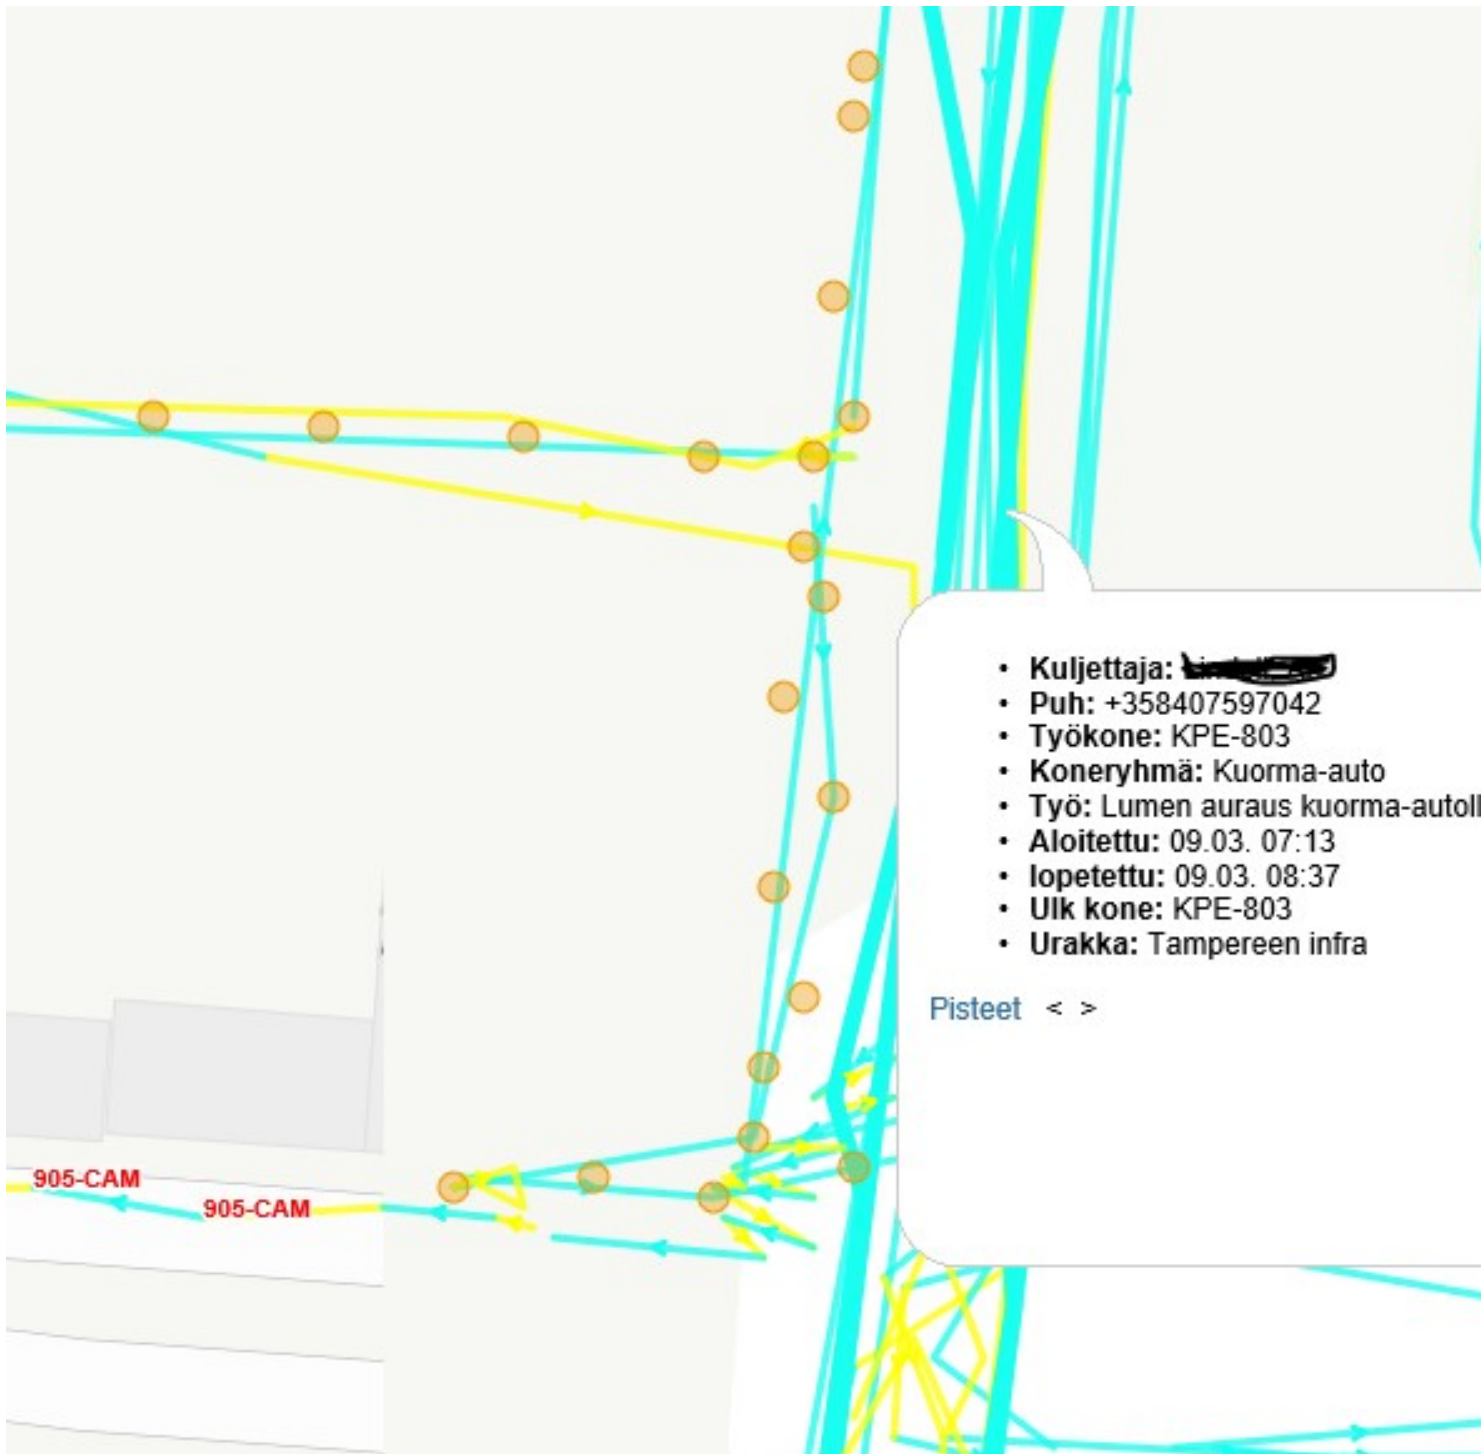 Kuljettaja:
Puh: +358407597042
Työkone: KPE-803
Koneryhmä: Kuorma-auto
Työ: Lumen auraus kuorma-autoll
Aloitettu: 09.03. 07:13
lopetettu: 09.03. 08:37
Ulk kone: KPE-803
Urakka: Tampereen infra
Pisteet < >
905-CAM
905-CAM